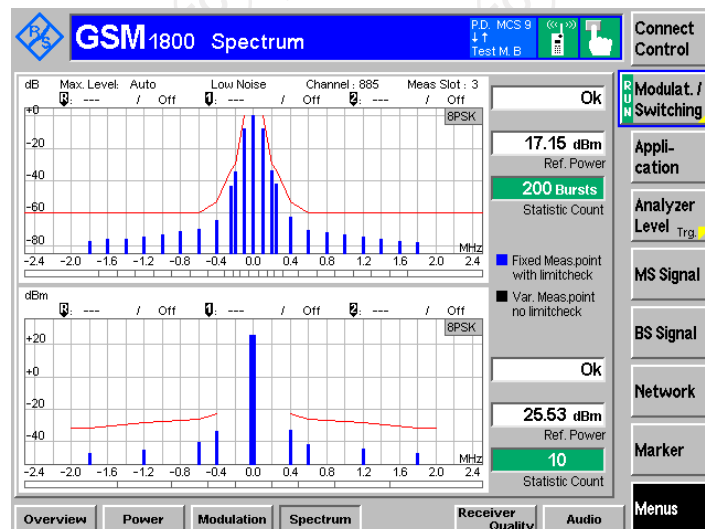 R&S
GSM 1800 Spectrum
P.D. MCS 9
↓↑
Test M. B
Connect
Control
dB Max. Level: Auto Low Noise Channel : 885 Meas Slot : 3
R: --- / Off 1: --- / Off 2: --- / Off
8PSK
+0
-20
-40
-60
-80
MHz
-2.4 -2.0 -1.6 -1.2 -0.8 -0.4 0.0 0.4 0.8 1.2 1.6 2.0 2.4
Ok
17.15 dBm
Ref. Power
200 Bursts
Statistic Count
Fixed Meas.point
with limitcheck
Var. Meas.point
no limitcheck
dBm
R: --- / Off 1: --- / Off 2: --- / Off
8PSK
+20
+0
-20
-40
MHz
-2.4 -2.0 -1.6 -1.2 -0.8 -0.4 0.0 0.4 0.8 1.2 1.6 2.0 2.4
Ok
25.53 dBm
Ref. Power
10
Statistic Count
RUN
Modulat. /
Switching
Appli-
cation
Analyzer
Level Trg.
MS Signal
BS Signal
Network
Marker
Menus
Overview Power Modulation Spectrum Receiver
Quality Audio